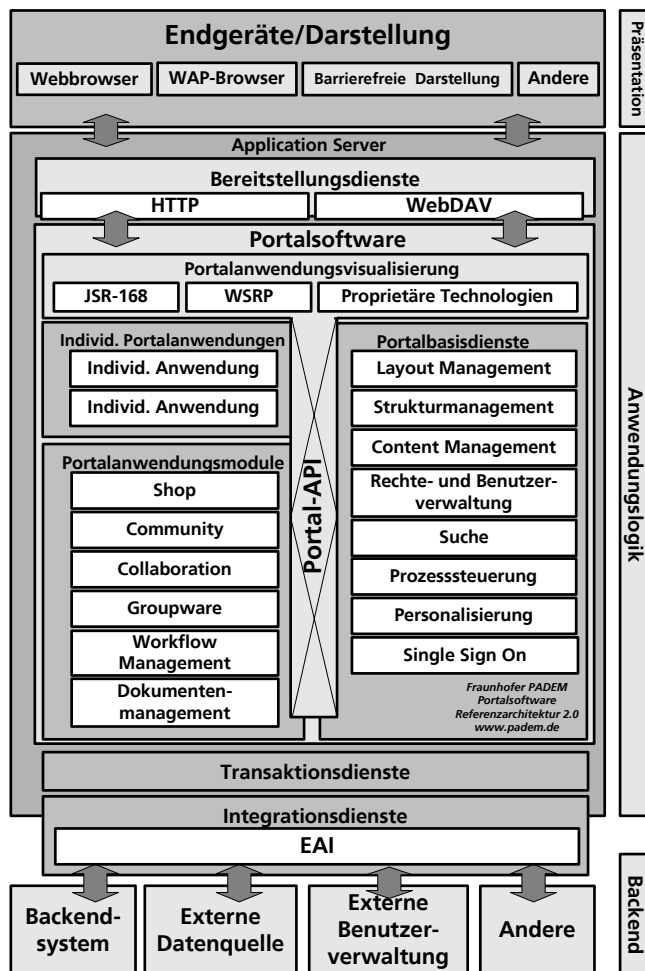 Endgeräte/Darstellung
Webbrowser
WAP-Browser
Barrierefreie Darstellung
Andere
Präsentation
Application Server
Bereitstellungsdienste
HTTP
WebDAV
Portalsoftware
Portalanwendungsvisualisierung
JSR-168
WSRP
Proprietäre Technologien
Individ. Portalanwendungen
Individ. Anwendung
Individ. Anwendung
Portalanwendungsmodule
Shop
Community
Collaboration
Groupware
Workflow
Management
Dokumenten-
management
Portal-API
Portalbasisdienste
Layout Management
Strukturmanagement
Content Management
Rechte- und Benutzer-
verwaltung
Suche
Prozesssteuerung
Personalisierung
Single Sign On
Fraunhofer PADEM
Portalsoftware
Referenzarchitektur 2.0
www.padem.de
Anwendungslogik
Transaktionsdienste
Integrationsdienste
EAI
Backend-
system
Externe
Datenquelle
Externe
Benutzer-
verwaltung
Andere
Backend